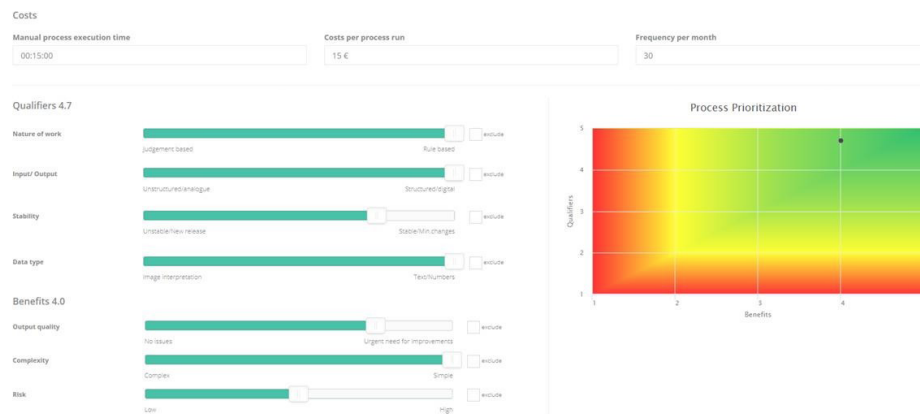 Costs
Manual process execution time
Costs per process run
Frequency per month
00:15:00
15 €
30
Qualifiers 4.7
Nature of work
exclude
Judgement based
Rule based
Input/ Output
exclude
Unstructured/analogue
Structured/digital
Stability
exclude
Unstable/New release
Stable/Min changes
Data type
exclude
Image interpretation
Text/Numbers
Benefits 4.0
Output quality
exclude
No issues
Urgent need for improvements
Complexity
exclude
Complex
Simple
Risk
exclude
Low
High
Process Prioritization
5
4
3
2
1
Qualifiers
1
2
3
4
Benefits